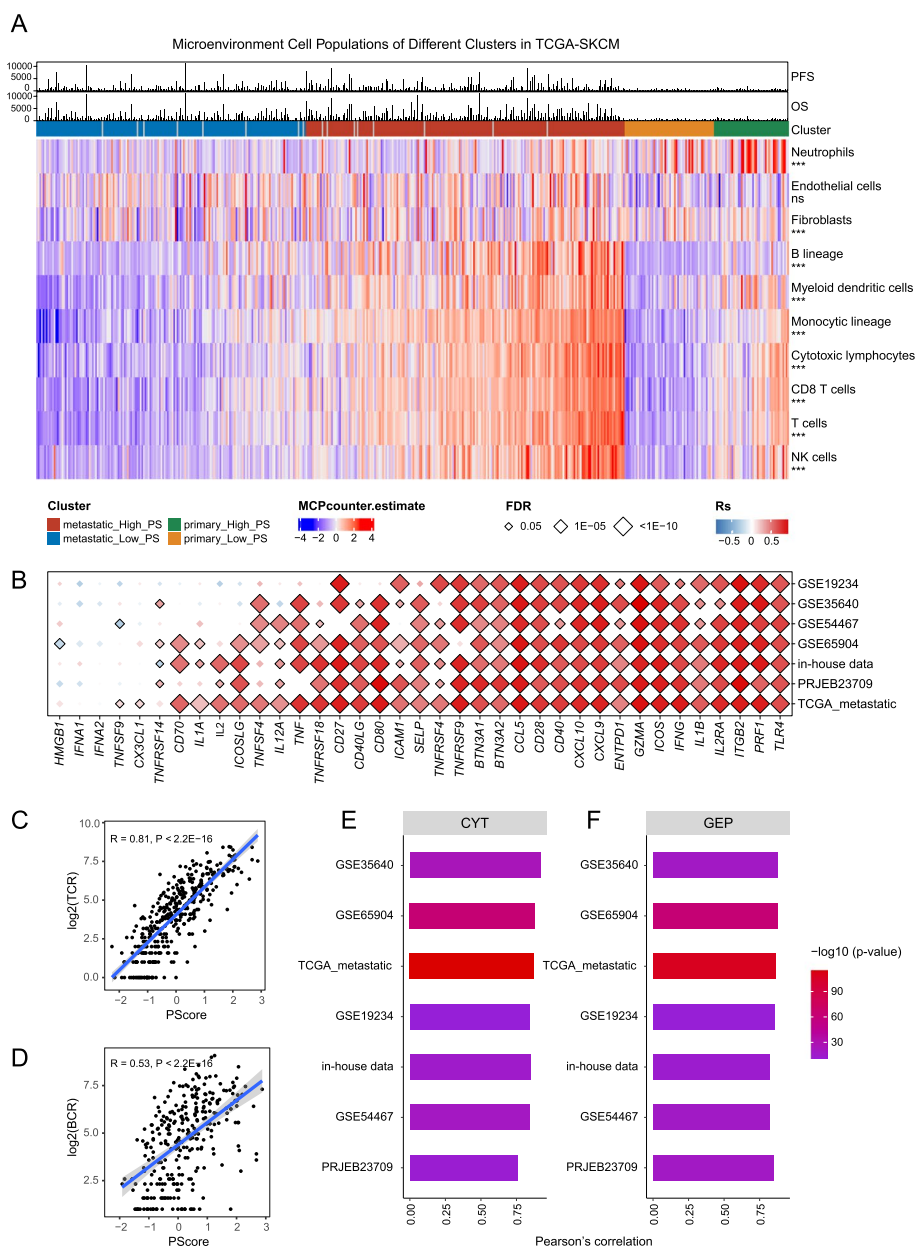 A
Microenvironment Cell Populations of Different Clusters in TCGA-SKCM
10000
5000
0
PFS
10000
5000
0
OS
Cluster
Neutrophils
***
Endothelial cells
ns
Fibroblasts
***
B lineage
***
Myeloid dendritic cells
***
Monocytic lineage
***
Cytotoxic lymphocytes
***
CD8 T cells
***
T cells
***
NK cells
***
Cluster
metastatic_High_PS
primary_High_PS
metastatic_Low_PS
primary_Low_PS
MCPcounter.estimate
−4 −2 0 2 4
FDR
0.05
1E−05
<1E−10
Rs
−0.5 0 0.5
B
GSE19234
GSE35640
GSE54467
GSE65904
in-house data
PRJEB23709
TCGA_metastatic
HMGB1
IFNA1
IFNA2
TNFSF9
CX3CL1
TNFRSF14
CD70
IL1A
IL2
ICOSLG
TNFSF4
IL12A
TNF
TNFRSF18
CD27
CD40LG
CD80
ICAM1
SELP
TNFRSF4
TNFRSF9
BTN3A1
BTN3A2
CCL5
CD28
CD40
CXCL10
CXCL9
ENTPD1
GZMA
ICOS
IFNG
IL1B
IL2RA
ITGB2
PRF1
TLR4
C
R = 0.81, P < 2.2E−16
log2(TCR)
10.0
7.5
5.0
2.5
0.0
−2 −1 0 1 2 3
PScore
D
R = 0.53, P < 2.2E−16
log2(BCR)
7.5
5.0
2.5
−2 −1 0 1 2 3
PScore
E
CYT
GSE35640
GSE65904
TCGA_metastatic
GSE19234
in-house data
GSE54467
PRJEB23709
0.00
0.25
0.50
0.75
F
GEP
GSE35640
GSE65904
TCGA_metastatic
GSE19234
in-house data
GSE54467
PRJEB23709
0.00
0.25
0.50
0.75
Pearson's correlation
−log10 (p-value)
90
60
30